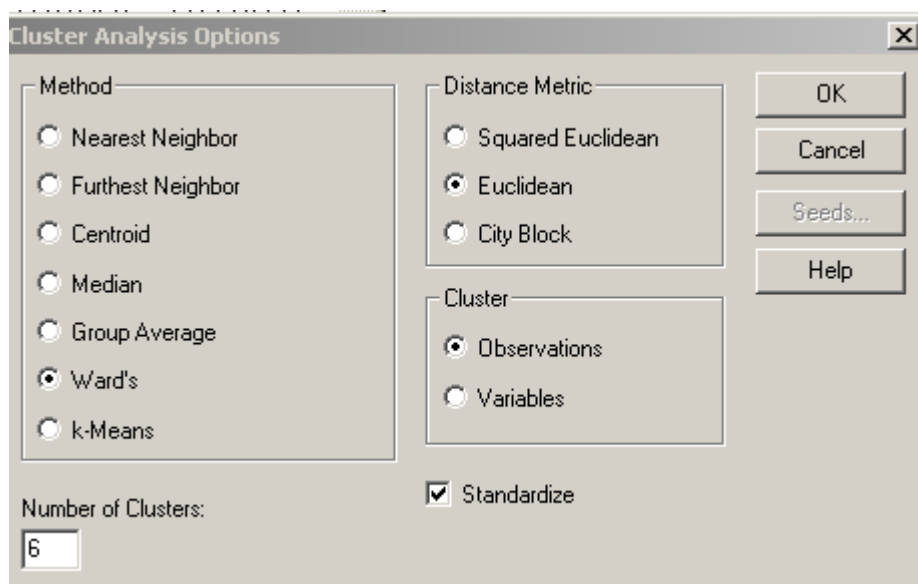 Cluster Analysis Options
Method
Nearest Neighbor
Furthest Neighbor
Centroid
Median
Group Average
Ward's
k-Means
Number of Clusters:
6
Distance Metric
Squared Euclidean
Euclidean
City Block
Cluster
Observations
Variables
Standardize
OK
Cancel
Seeds...
Help